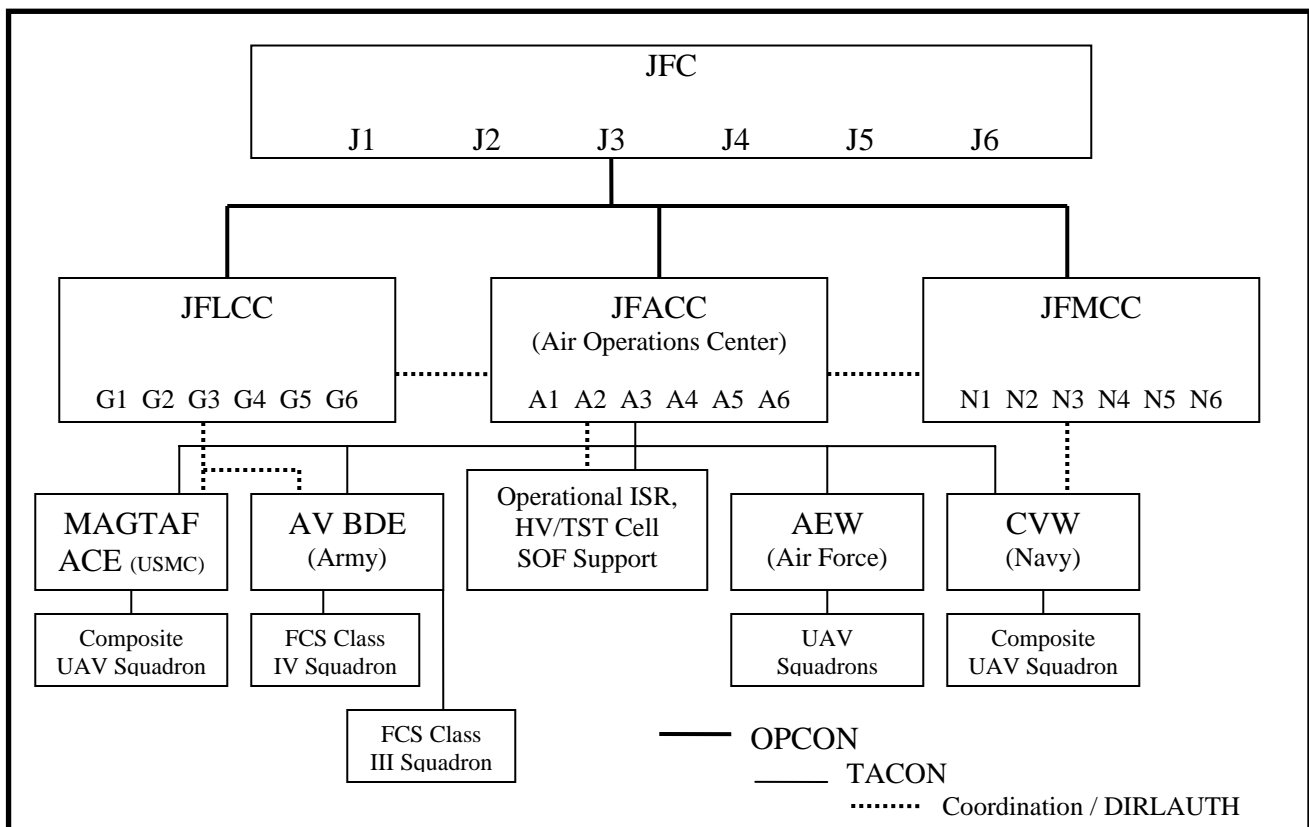 JFC
J1 J2 J3 J4 J5 J6
JFLCC
G1 G2 G3 G4 G5 G6
JFACC
(Air Operations Center)
A1 A2 A3 A4 A5 A6
JFMCC
N1 N2 N3 N4 N5 N6
MAGTAF
ACE (USMC)
AV BDE
(Army)
Operational ISR,
HV/TST Cell
SOF Support
AEW
(Air Force)
CVW
(Navy)
Composite
UAV Squadron
FCS Class
IV Squadron
UAV
Squadrons
Composite
UAV Squadron
FCS Class
III Squadron
OPCON
TACON
Coordination / DIRLAUTH